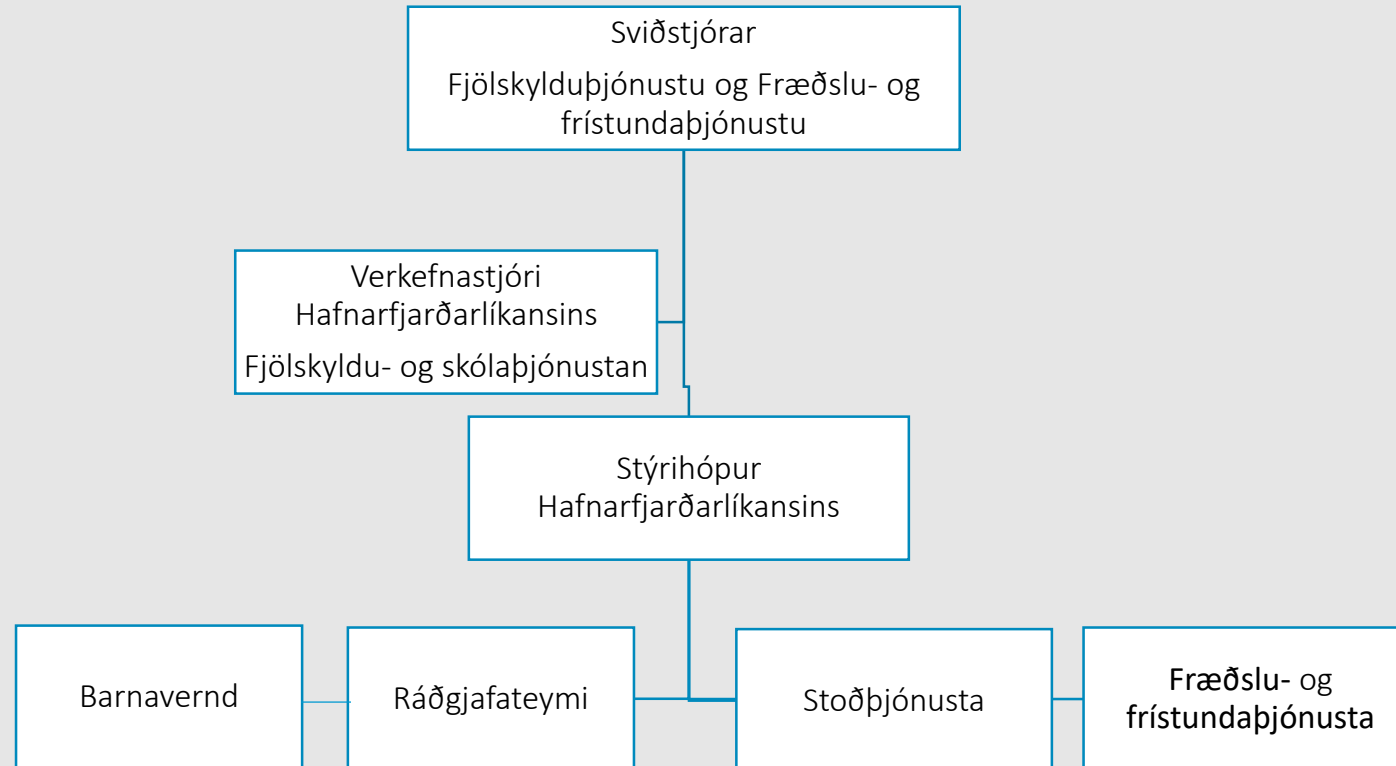 Sviðstjórar
Fjölskylduþjónustu og Fræðslu- og
frístundaþjónustu
Verkefnastjóri
Hafnarfjarðarlíkansins
Fjölskyldu- og skólaþjónustan
Stýrihópur
Hafnarfjarðarlíkansins
Barnavernd
Ráðgjafateymi
Stoðþjónusta
Fræðslu- og
frístundaþjónusta